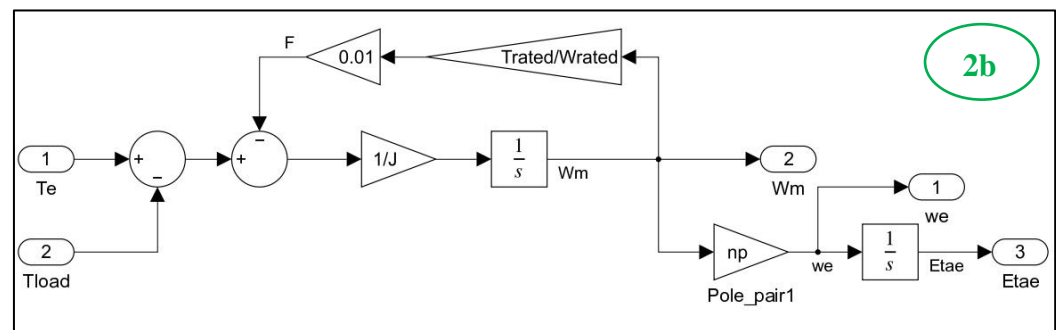 2b
F
0.01
Trated/Wrated
−
1
Te
+
−
+
1/J
1
s
Wm
2
Wm
1
we
2
Tload
np
Pole_pair1
we
1
s
Etae
3
Etae